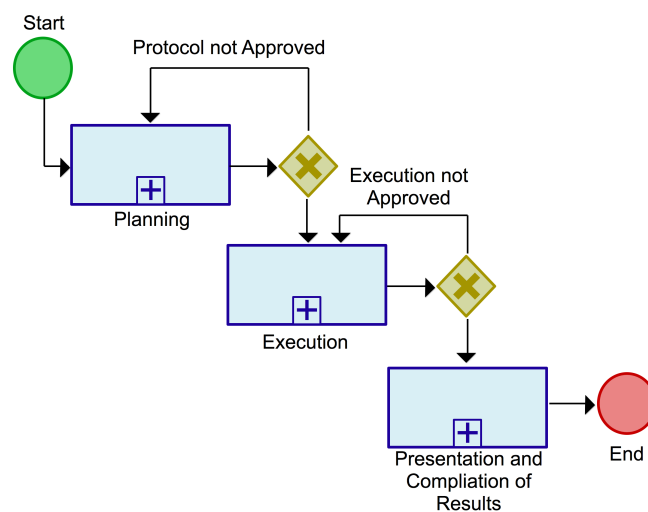 Start
Protocol not Approved
Planning
Execution not
Approved
Execution
Presentation and
Compliation of
Results
End